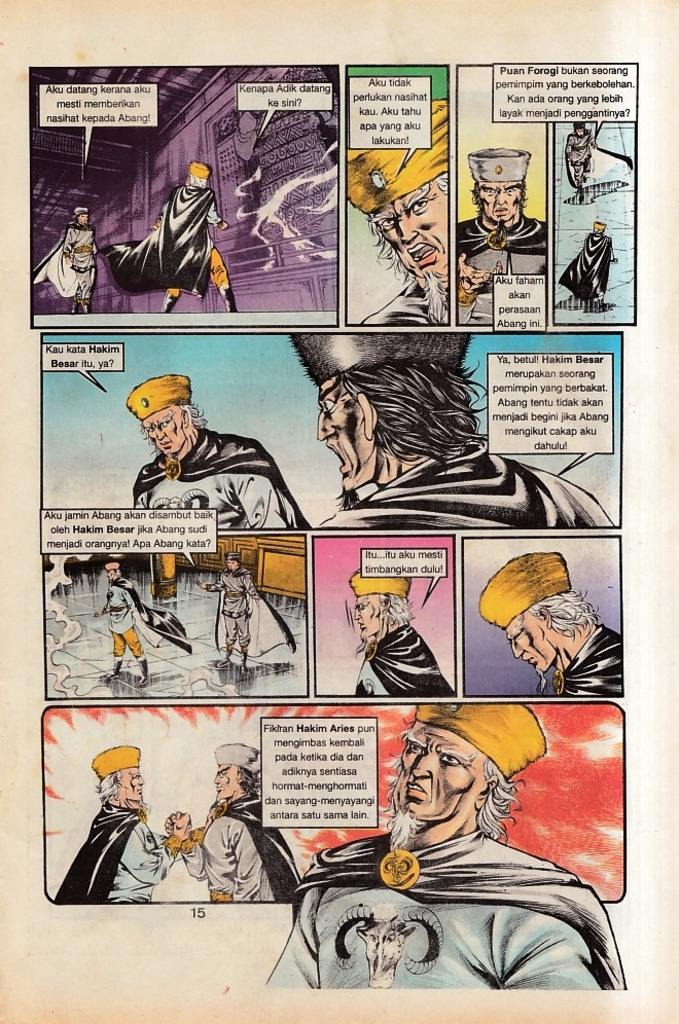 Kenapa Adik datang
ke sini?
Aku datang kerana aku
mesti memberikan
nasihat kepada Abang!
Aku tidak
perlukan nasihat
kau. Aku tahu
apa yang aku
lakukan!
Aku faham
akan
perasaan
Abang ini.
Puan Forogi bukan seorang
pemimpim yang berkebolehan.
Kan ada orang yang lebih
layak menjadi penggantinya?
Kau kata Hakim
Besar itu, ya?
Ya, betul! Hakim Besar
merupakan seorang
pemimpin yang berbakat.
Abang tentu tidak akan
menjadi begini jika Abang
mengikut cakap aku
dahulu!
Aku jamin Abang akan disambut baik
oleh Hakim Besar jika Abang sudi
menjadi orangnya! Apa Abang kata?
Itu...itu aku mesti
timbangkan dulu!
Fikiran Hakim Aries pun
mengimbas kembali
pada ketika dia dan
adiknya sentiasa
hormat-menghormati
dan sayang-menyayangi
antara satu sama lain.
15